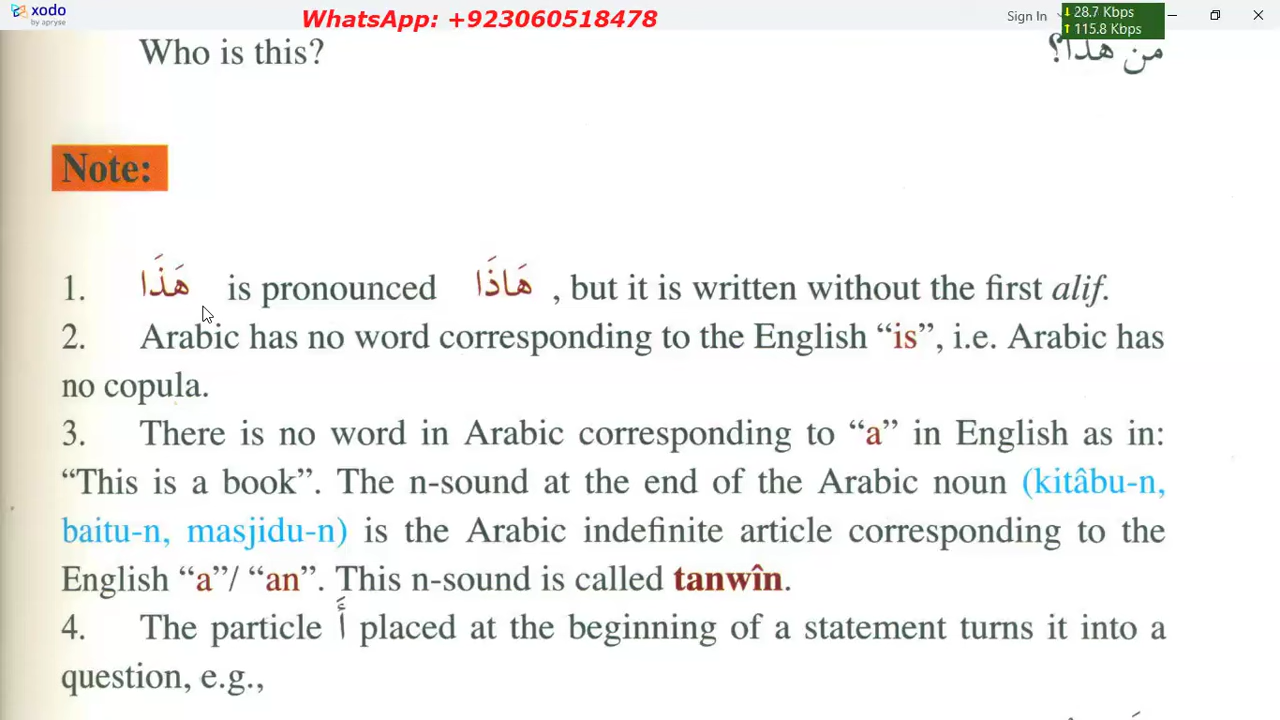 xodo
by apryse
WhatsApp: +923060518478
Sign In
↓ 28.7 Kbps
↑ 115.8 Kbps
Who is this? من هذا؟
Note:
1. هَذَا is pronounced هَاذَا , but it is written without the first alif.
2. Arabic has no word corresponding to the English “is”, i.e. Arabic has
no copula.
3. There is no word in Arabic corresponding to “a” in English as in:
“This is a book”. The n-sound at the end of the Arabic noun (kitâbu-n,
baitu-n, masjidu-n) is the Arabic indefinite article corresponding to the
English “a”/ “an”. This n-sound is called tanwîn.
4. The particle أَ placed at the beginning of a statement turns it into a
question, e.g.,